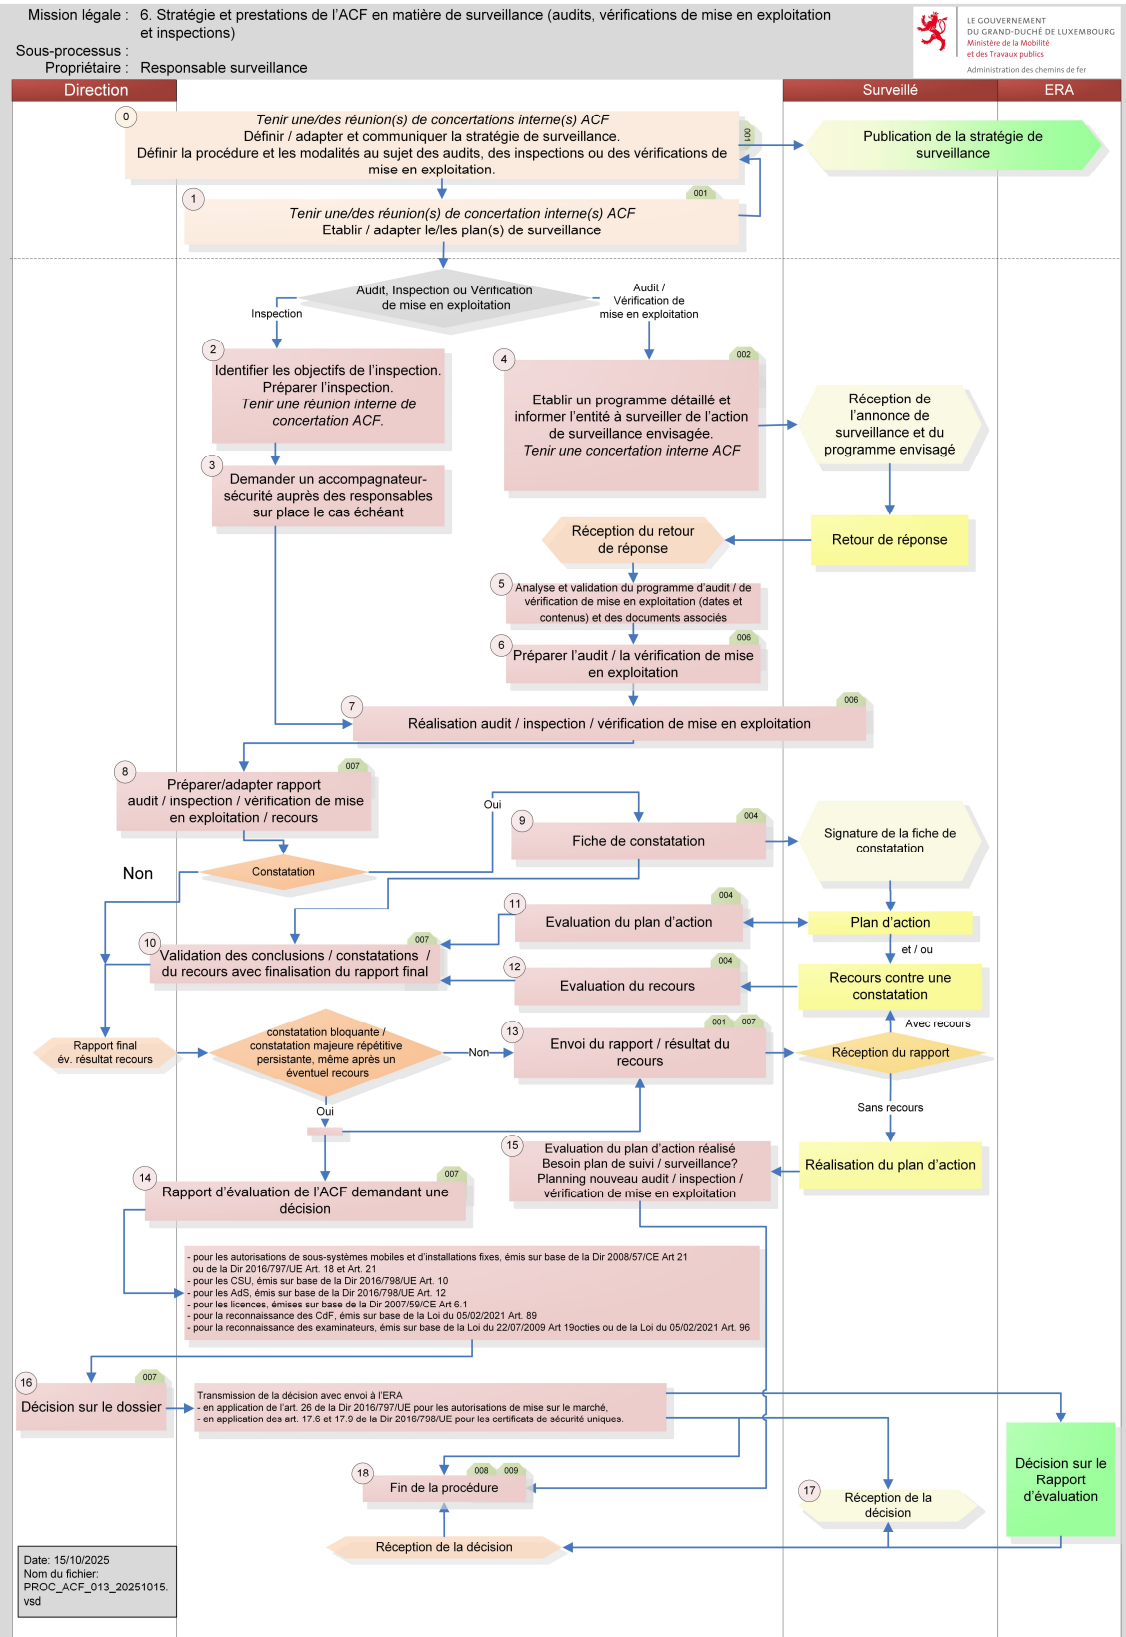 Mission légale : 6. Stratégie et prestations de l'ACF en matière de surveillance (audits, vérifications de mise en exploitation
et inspections)
Sous-processus :
Propriétaire : Responsable surveillance
LE GOUVERNEMENT
DU GRAND-DUCHÉ DE LUXEMBOURG
Ministère de la Mobilité
et des Travaux publics
Administration des chemins de fer
Direction
Surveillé
ERA
0
Tenir une/des réunion(s) de concertations interne(s) ACF
Définir / adapter et communiquer la stratégie de surveillance.
Définir la procédure et les modalités au sujet des audits, des inspections ou des vérifications de
mise en exploitation.
001
Publication de la stratégie de
surveillance
1
001
Tenir une/des réunion(s) de concertation interne(s) ACF
Etablir / adapter le/les plan(s) de surveillance
Audit, Inspection ou Vérification
de mise en exploitation
Inspection
Audit /
Vérification de
mise en exploitation
2
Identifier les objectifs de l'inspection.
Préparer l'inspection.
Tenir une réunion interne de
concertation ACF.
4
002
Etablir un programme détaillé et
informer l'entité à surveiller de l'action
de surveillance envisagée.
Tenir une concertation interne ACF
Réception de
l'annonce de
surveillance et du
programme envisagé
3
Demander un accompagnateur-
sécurité auprès des responsables
sur place le cas échéant
Réception du retour
de réponse
Retour de réponse
5
Analyse et validation du programme d'audit / de
vérification de mise en exploitation (dates et
contenus) et des documents associés
6
006
Préparer l'audit / la vérification de mise
en exploitation
7
006
Réalisation audit / inspection / vérification de mise en exploitation
8
007
Préparer/adapter rapport
audit / inspection / vérification de mise
en exploitation / recours
Oui
9
004
Fiche de constatation
Signature de la fiche de
constatation
Non
Constatation
11
004
Evaluation du plan d'action
Plan d'action
et / ou
10
007
Validation des conclusions / constatations /
du recours avec finalisation du rapport final
12
004
Evaluation du recours
Recours contre une
constatation
Avec recours
Rapport final
év. résultat recours
constatation bloquante /
constatation majeure répétitive
persistante, même après un
éventuel recours
Non
13
001
007
Envoi du rapport / résultat du
recours
Réception du rapport
Oui
Sans recours
15
Evaluation du plan d'action réalisé
Besoin plan de suivi / surveillance?
Planning nouveau audit / inspection /
vérification de mise en exploitation
Réalisation du plan d'action
14
007
Rapport d'évaluation de l'ACF demandant une
décision
- pour les autorisations de sous-systèmes mobiles et d'installations fixes, émis sur base de la Dir 2008/57/CE Art 21
ou de la Dir 2016/797/UE Art. 18 et Art. 21
- pour les CSU, émis sur base de la Dir 2016/798/UE Art. 10
- pour les AdS, émis sur base de la Dir 2016/798/UE Art. 12
- pour les licences, émises sur base de la Dir 2007/59/CE Art 6.1
- pour la reconnaissance des CdF, émis sur base de la Loi du 05/02/2021 Art. 89
- pour la reconnaissance des examinateurs, émis sur base de la Loi du 22/07/2009 Art 19octies ou de la Loi du 05/02/2021 Art. 96
16
007
Décision sur le dossier
Transmission de la décision avec envoi à l'ERA
- en application de l'art. 26 de la Dir 2016/797/UE pour les autorisations de mise sur le marché,
- en application des art. 17.6 et 17.9 de la Dir 2016/798/UE pour les certificats de sécurité uniques.
Décision sur le
Rapport
d'évaluation
18
008
009
Fin de la procédure
17
Réception de la
décision
Réception de la décision
Date: 15/10/2025
Nom du fichier:
PROC_ACF_013_20251015.
vsd